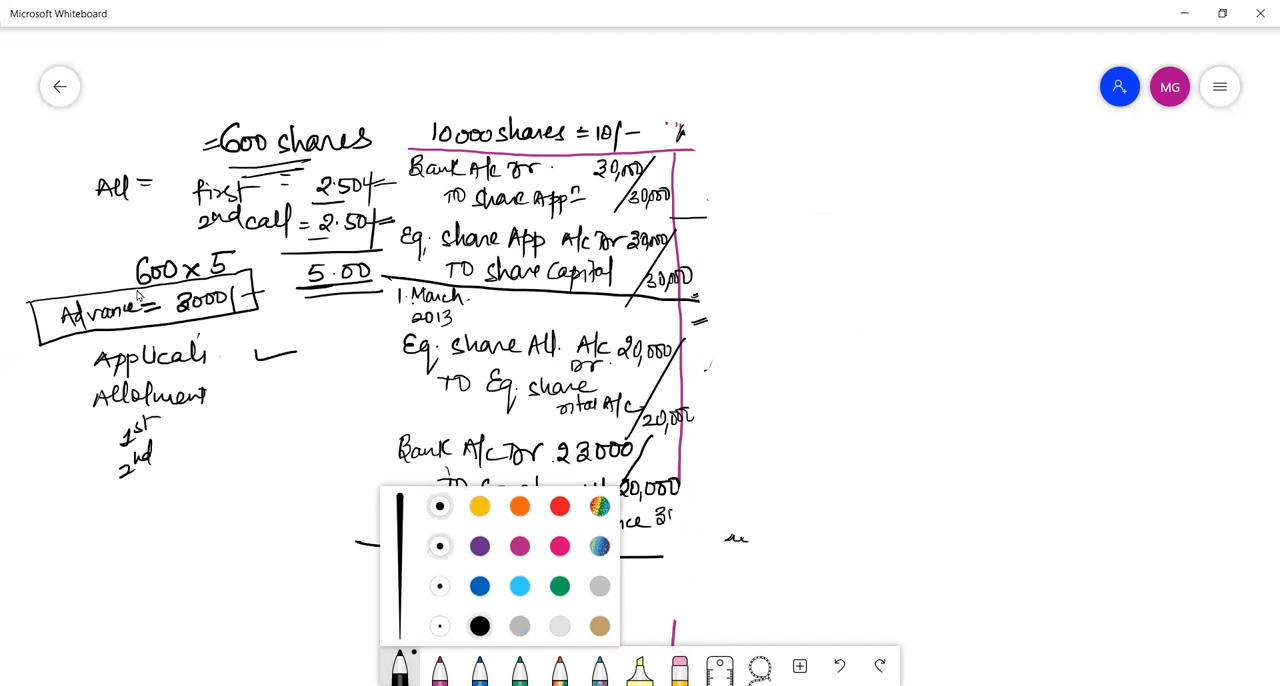 Microsoft Whiteboard
MG
= 600 shares
All =
first = 2.50/-
2nd call = 2.50/-
5.00
600 × 5
Advance = 3000/-
Applicati
Allotment
1st
2nd
10000 shares = 10/-
Bank A/c Dr. 30,000
TO Share Appn 30,000
Eq. Share App A/c Dr 30,000
TO Share Capital 30,000
1. March
2013
Eq. Share All. A/c 20,000
Dr.
TO Eq. Share
A/c 20,000
Bank A/c Dr. 23000
TO 20,000